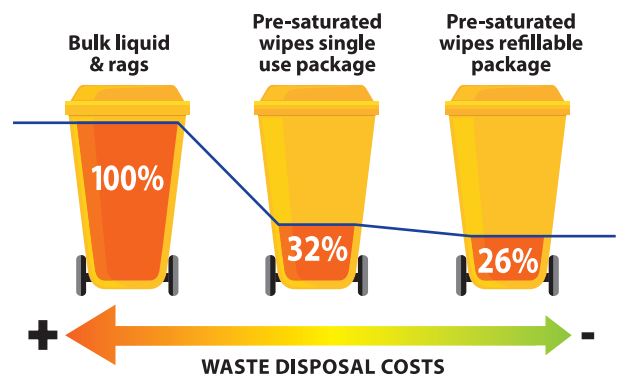 Bulk liquid
& rags
Pre-saturated
wipes single
use package
Pre-saturated
wipes refillable
package
100%
32%
26%
+
-
WASTE DISPOSAL COSTS